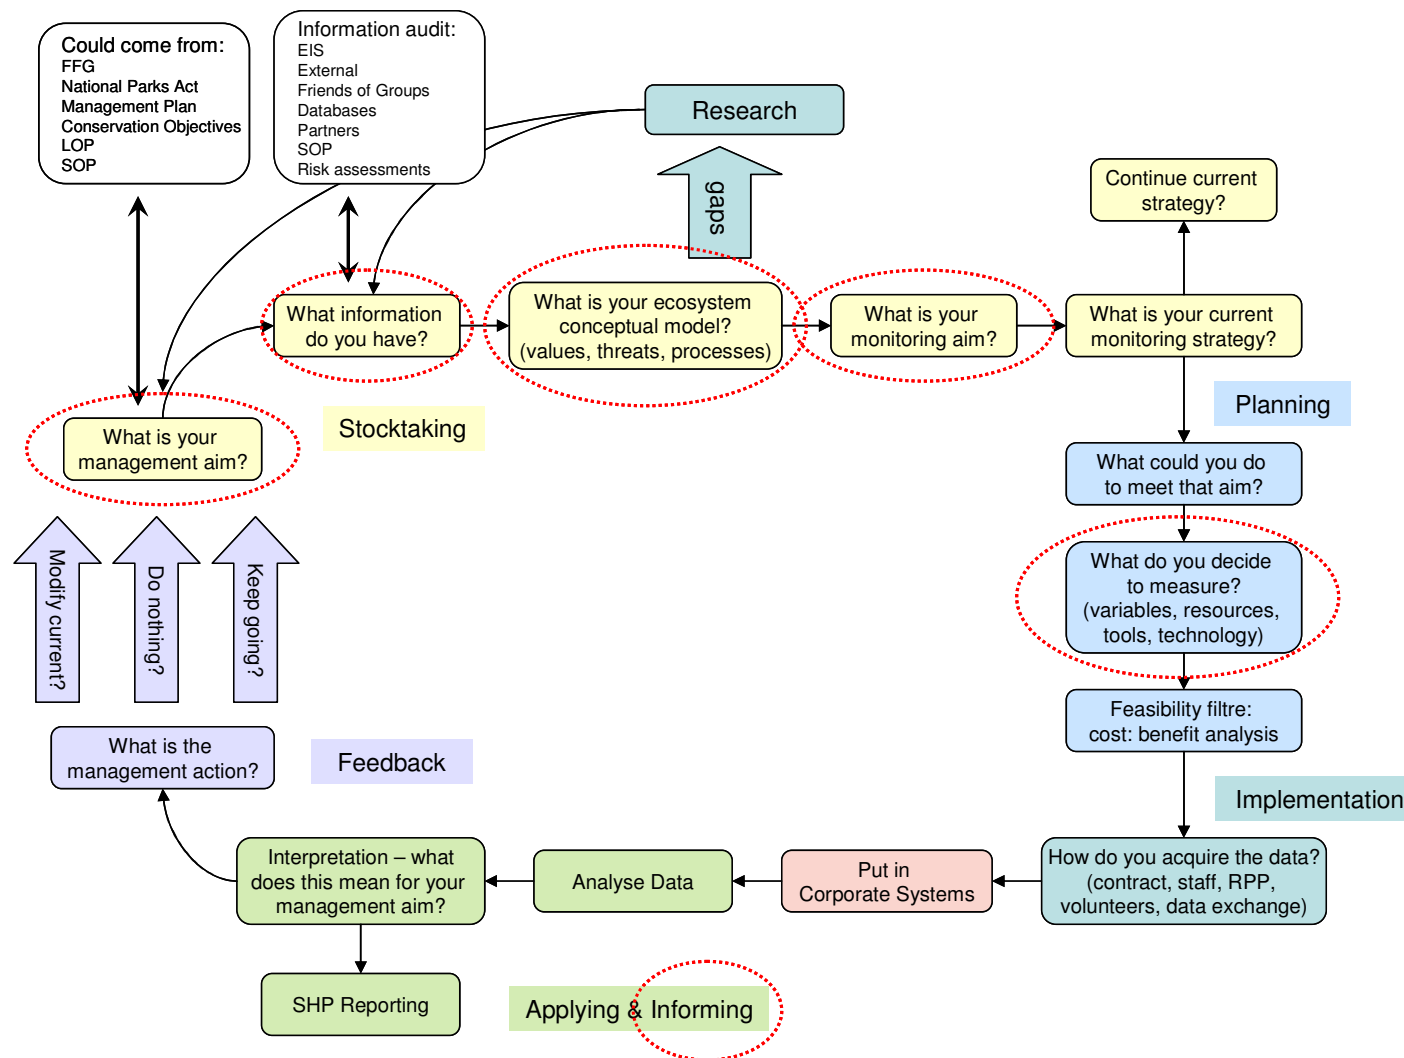 Could come from:
FFG
National Parks Act
Management Plan
Conservation Objectives
LOP
SOP
Information audit:
EIS
External
Friends of Groups
Databases
Partners
SOP
Risk assessments
Research
gaps
Continue current
strategy?
What information
do you have?
What is your ecosystem
conceptual model?
(values, threats, processes)
What is your
monitoring aim?
What is your current
monitoring strategy?
Planning
Stocktaking
What is your
management aim?
What could you do
to meet that aim?
What do you decide
to measure?
(variables, resources,
tools, technology)
Modify current?
Do nothing?
Keep going?
Feasibility filtre:
cost: benefit analysis
What is the
management action?
Feedback
Implementation
Interpretation – what
does this mean for your
management aim?
Analyse Data
Put in
Corporate Systems
How do you acquire the data?
(contract, staff, RPP,
volunteers, data exchange)
SHP Reporting
Applying & Informing